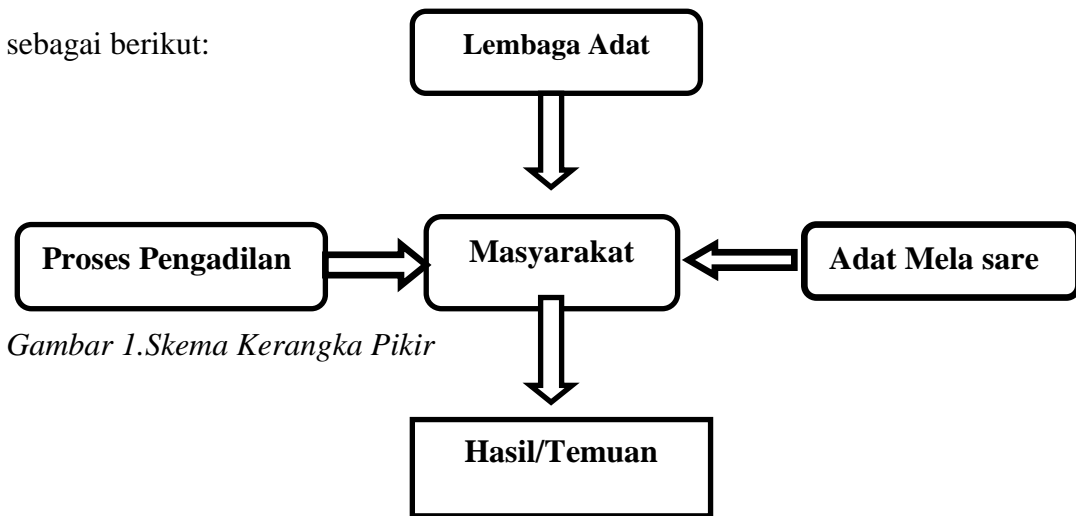 sebagai berikut:
Lembaga Adat
Proses Pengadilan
Masyarakat
Adat Mela sare
Gambar 1.Skema Kerangka Pikir
Hasil/Temuan